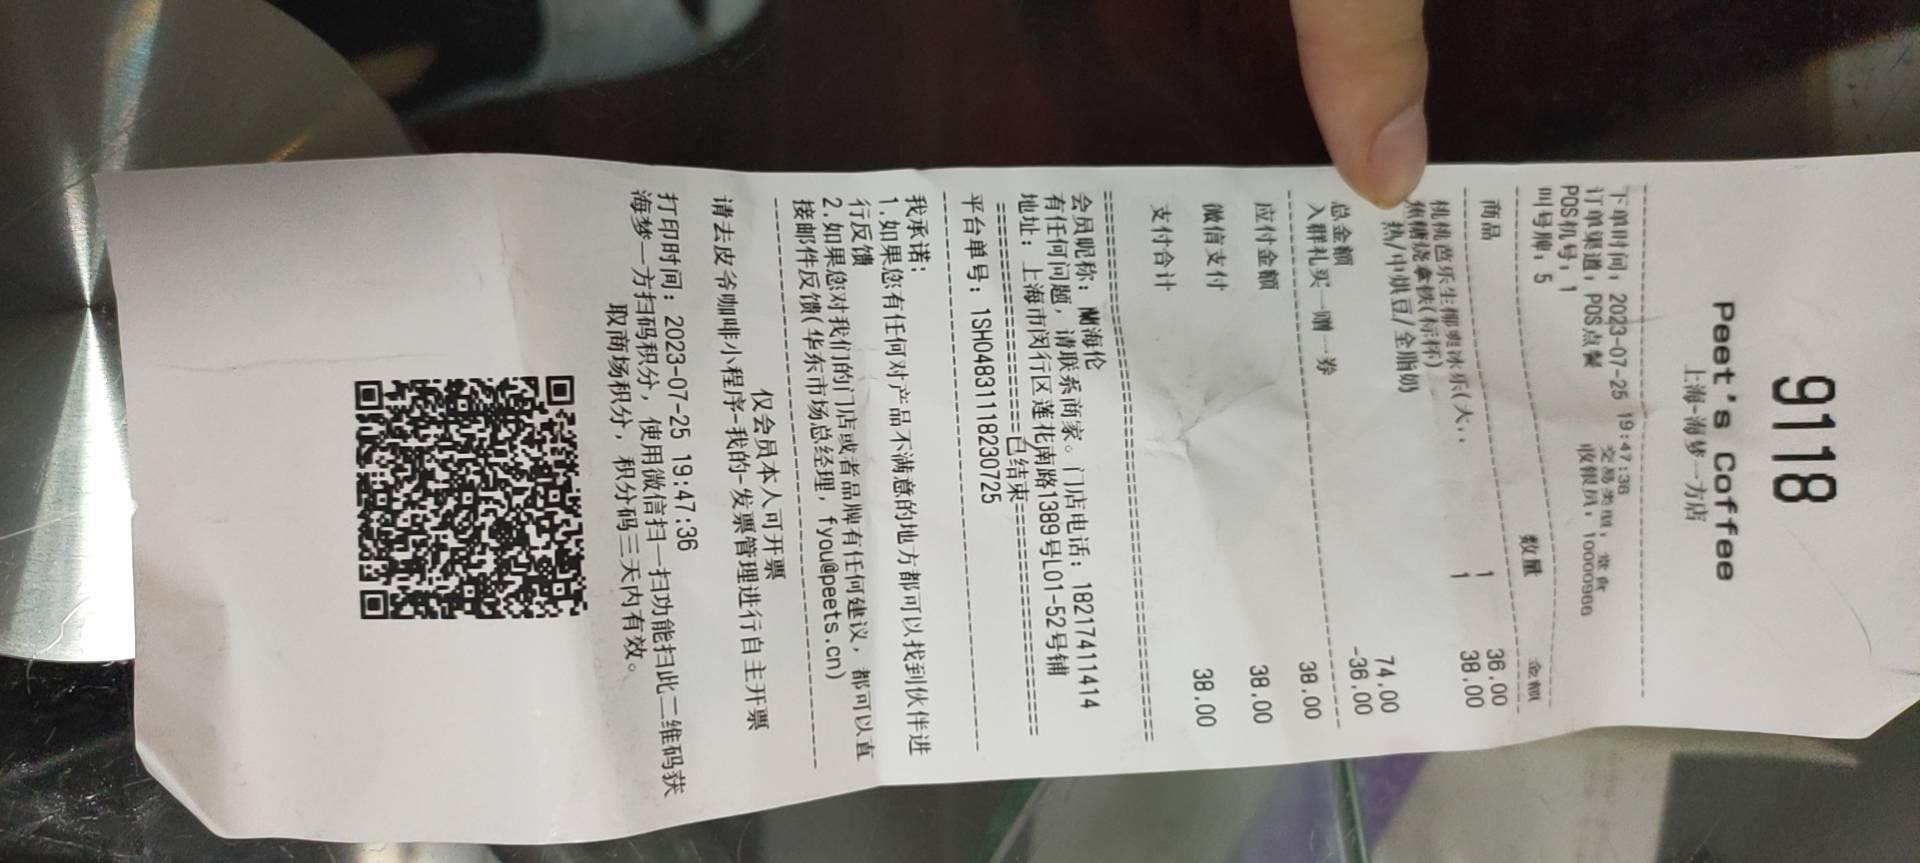 9118
Peet's Coffee
上海-海梦一方店
下单时间: 2023-07-25 19:47:36
订单渠道: POS点餐 交易类型: 堂食
POS机号: 1 收银员: 10000966
叫号牌: 5
商品 数量 金额
桃桃芭乐生椰爽冰乐(大,. 1 36.00
焦糖烧拿铁(标杯) 1 38.00
热/中烘豆/全脂奶
总金额 74.00
入群礼买一赠一券 -36.00
应付金额 38.00
微信支付 38.00
支付合计 38.00
会员昵称: 蘭海伦
有任何问题, 请联系商家。门店电话: 18217411414
地址: 上海市闵行区莲花南路1389号L01-52号铺
已结束
平台单号: 1SH04831118230725
我承诺:
1.如果您有任何对产品不满意的地方都可以找到伙伴进
行反馈
2.如果您对我们的门店或者品牌有任何建议, 都可以直
接邮件反馈(华东市场总经理, fyou@peets.cn)
仅会员本人可开票
请去皮爷咖啡小程序-我的-发票管理进行自主开票
打印时间: 2023-07-25 19:47:36
海梦一方扫码积分, 使用微信扫一扫功能扫此二维码获
取商场积分, 积分码三天内有效。